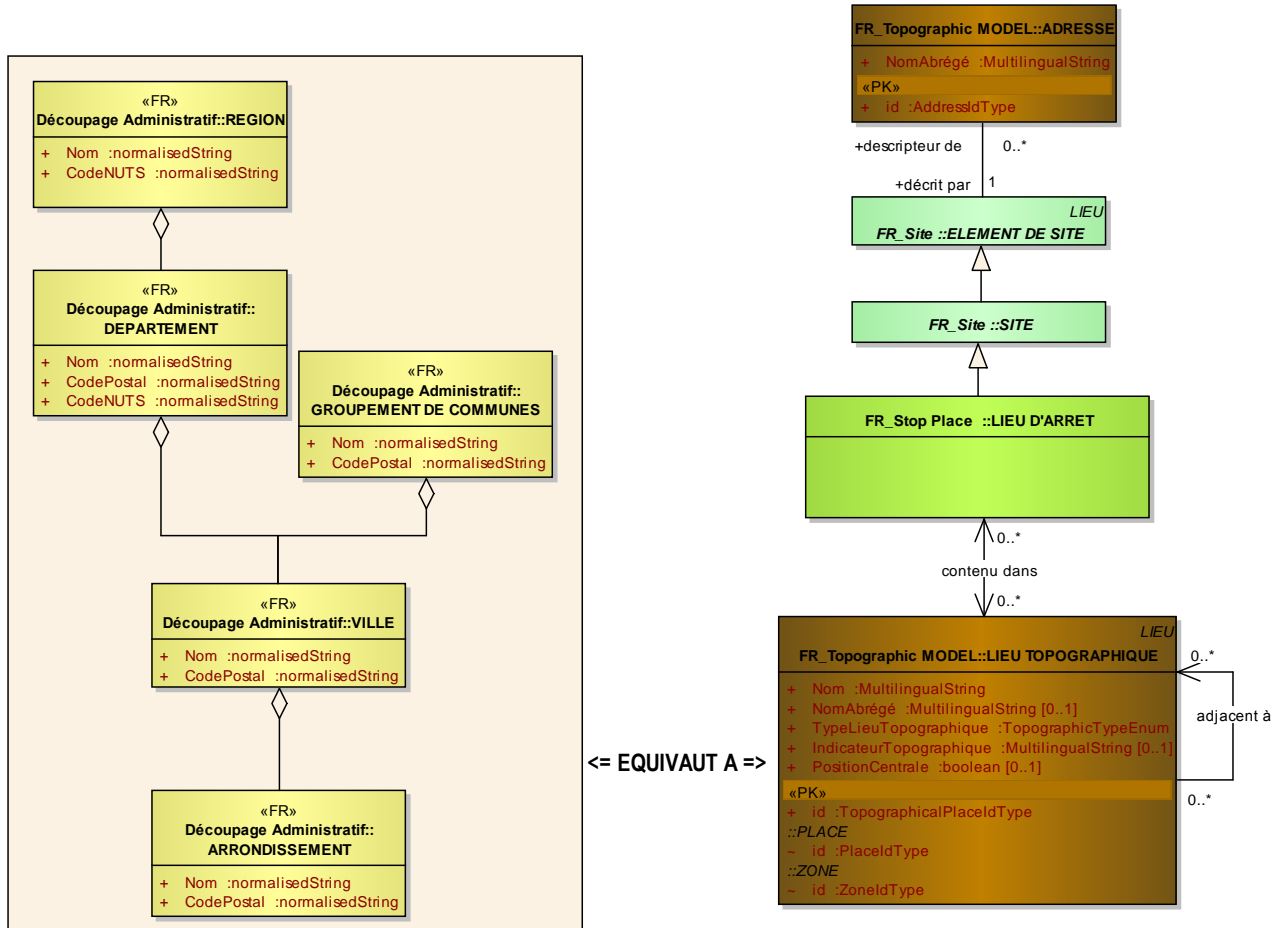 «FR»
Découpage Administratif::REGION
+ Nom :normalisedString
+ CodeNUTS :normalisedString
«FR»
Découpage Administratif::
DEPARTEMENT
+ Nom :normalisedString
+ CodePostal :normalisedString
+ CodeNUTS :normalisedString
«FR»
Découpage Administratif::
GROUPEMENT DE COMMUNES
+ Nom :normalisedString
+ CodePostal :normalisedString
«FR»
Découpage Administratif::VILLE
+ Nom :normalisedString
+ CodePostal :normalisedString
«FR»
Découpage Administratif::
ARRONDISSEMENT
+ Nom :normalisedString
+ CodePostal :normalisedString
<= EQUIVAUT A =>
FR_Topographic MODEL::ADRESSE
+ NomAbrégé :MultilingualString
«PK»
+ id :AddressIdType
+descripteur de 0..*
+décrit par 1
LIEU
FR_Site ::ELEMENT DE SITE
FR_Site ::SITE
FR_Stop Place ::LIEU D'ARRET
0..*
contenu dans
0..*
LIEU
FR_Topographic MODEL::LIEU TOPOGRAPHIQUE
+ Nom :MultilingualString
+ NomAbrégé :MultilingualString [0..1]
+ TypeLieuTopographique :TopographicTypeEnum
+ IndicateurTopographique :MultilingualString [0..1]
+ PositionCentrale :boolean [0..1]
«PK»
+ id :TopographicalPlaceIdType
::PLACE
~ id :PlaceIdType
::ZONE
~ id :ZoneIdType
0..*
adjacent à
0..*